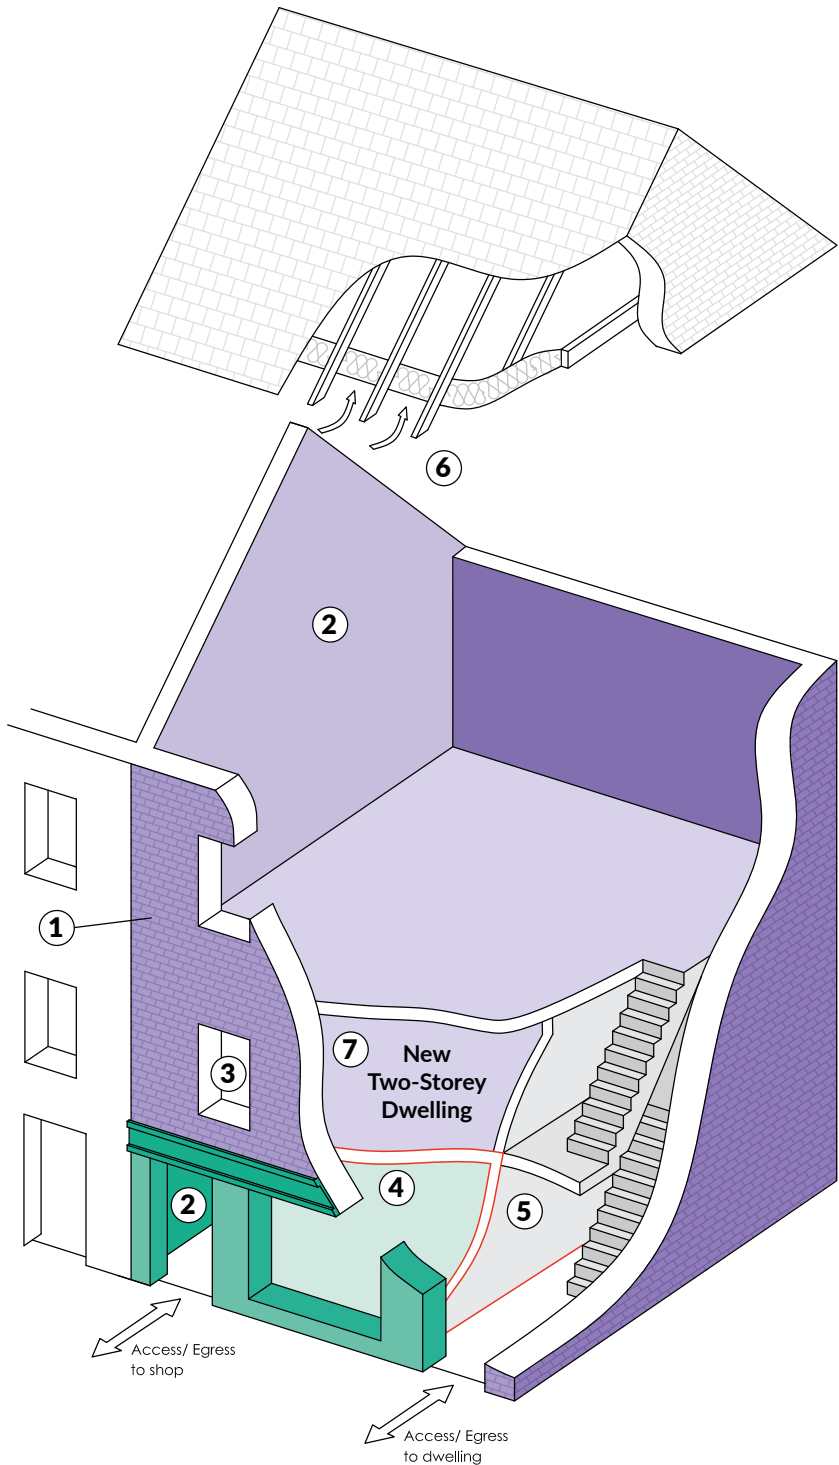 6
2
1
7
New
Two-Storey
Dwelling
3
4
2
5
Access/ Egress
to shop
Access/ Egress
to dwelling